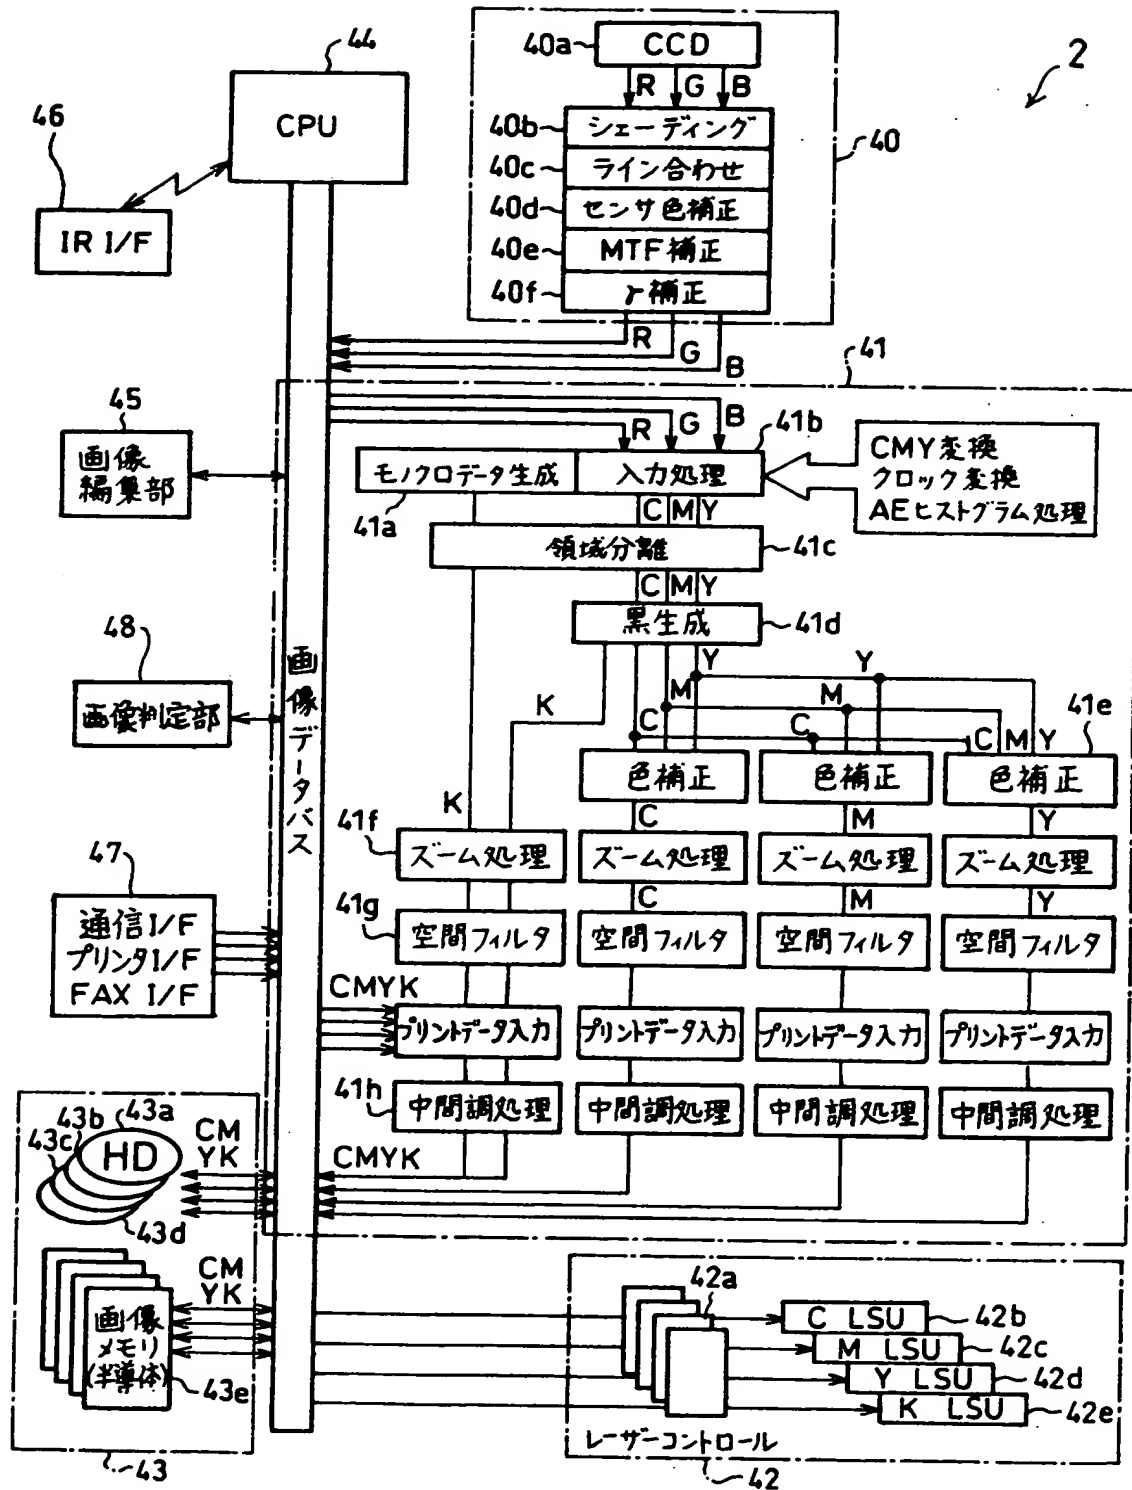 2
44
CPU
46
IR I/F
40a
CCD
R G B
40b
シェーディング
40
40c
ライン合わせ
40d
センサ色補正
40e
MTF補正
40f
γ補正
R
G
B
41
45
画像
編集部
R
G
B
41b
モノクロデータ生成
入力処理
41a
CMY変換
クロック変換
AEヒストグラム処理
C M Y
領域分離
41c
C M Y
黒生成
41d
48
画像判定部
画像データバス
K
C
M
Y
C
M
Y
C M Y
41e
色補正
色補正
色補正
K
C
M
Y
41f
ズーム処理
ズーム処理
ズーム処理
ズーム処理
C
M
Y
41g
空間フィルタ
空間フィルタ
空間フィルタ
空間フィルタ
47
通信I/F
プリンタI/F
FAX I/F
CMYK
プリントデータ入力
プリントデータ入力
プリントデータ入力
プリントデータ入力
41h
中間調処理
中間調処理
中間調処理
中間調処理
CMYK
43a
43b
43c
HD
43d
CM
YK
CM
YK
画像
メモリ
(半導体)
43e
43
42a
C LSU
42b
M LSU
42c
Y LSU
42d
K LSU
42e
レーザーコントロール
42